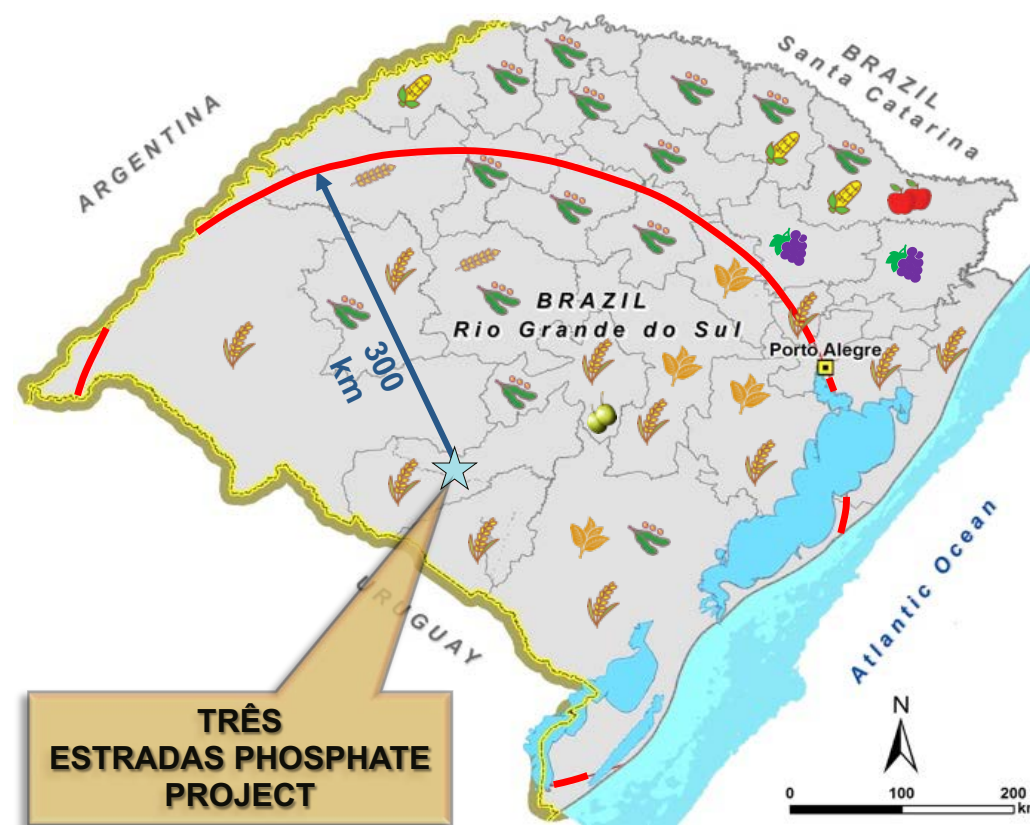 ARGENTINA
BRAZIL
Santa Catarina
BRAZIL
Rio Grande do Sul
Porto Alegre
300
km
URUGUAY
Atlantic Ocean
TRÊS
ESTRADAS PHOSPHATE
PROJECT
N
0 100 200
km